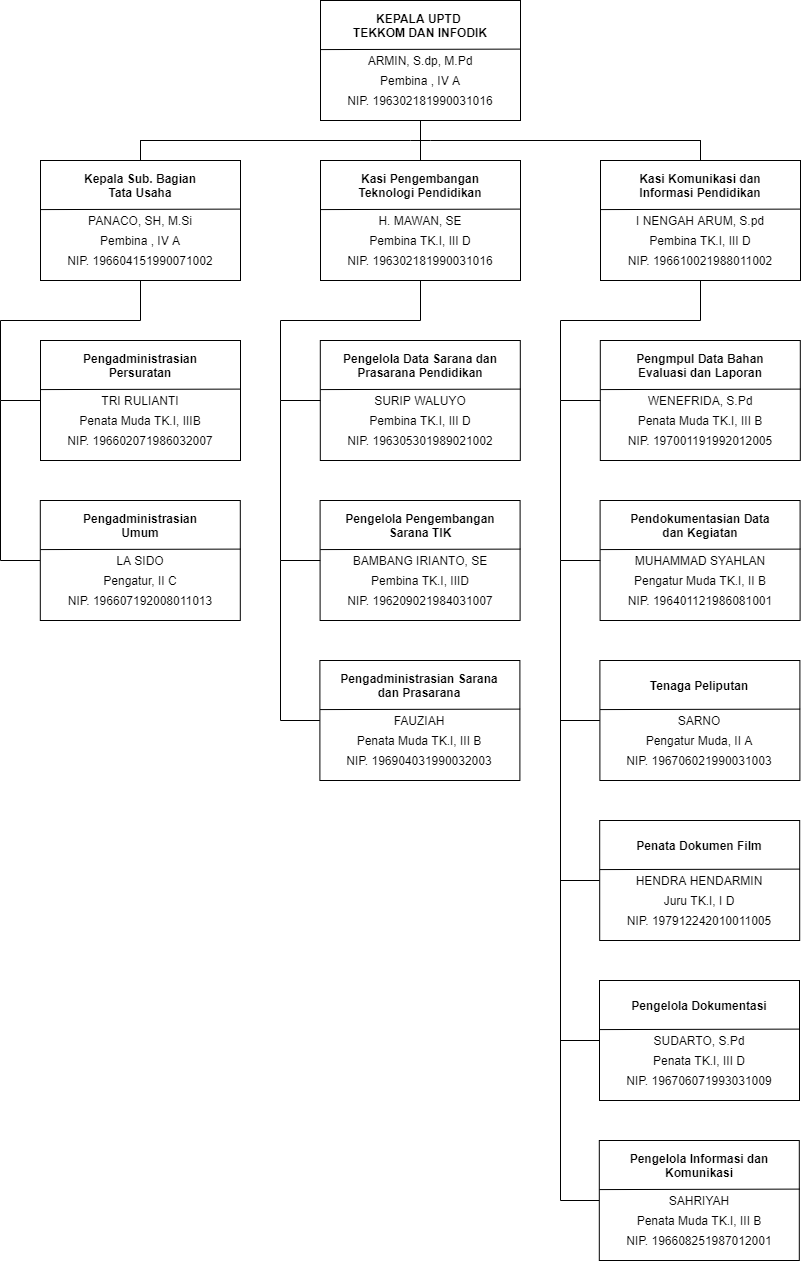 KEPALA UPTD
TEKKOM DAN INFODIK
ARMIN, S.dp, M.Pd
Pembina , IV A
NIP. 196302181990031016
Kepala Sub. Bagian
Tata Usaha
PANACO, SH, M.Si
Pembina , IV A
NIP. 196604151990071002
Kasi Pengembangan
Teknologi Pendidikan
H. MAWAN, SE
Pembina TK.I, III D
NIP. 196302181990031016
Kasi Komunikasi dan
Informasi Pendidikan
I NENGAH ARUM, S.pd
Pembina TK.I, III D
NIP. 196610021988011002
Pengadministrasian
Persuratan
TRI RULIANTI
Penata Muda TK.I, IIIB
NIP. 196602071986032007
Pengadministrasian
Umum
LA SIDO
Pengatur, II C
NIP. 196607192008011013
Pengelola Data Sarana dan
Prasarana Pendidikan
SURIP WALUYO
Pembina TK.I, III D
NIP. 196305301989021002
Pengelola Pengembangan
Sarana TIK
BAMBANG IRIANTO, SE
Pembina TK.I, IIID
NIP. 196209021984031007
Pengadministrasian Sarana
dan Prasarana
FAUZIAH
Penata Muda TK.I, III B
NIP. 196904031990032003
Pengmpul Data Bahan
Evaluasi dan Laporan
WENEFRIDA, S.Pd
Penata Muda TK.I, III B
NIP. 197001191992012005
Pendokumentasian Data
dan Kegiatan
MUHAMMAD SYAHLAN
Pengatur Muda TK.I, II B
NIP. 196401121986081001
Tenaga Peliputan
SARNO
Pengatur Muda, II A
NIP. 196706021990031003
Penata Dokumen Film
HENDRA HENDARMIN
Juru TK.I, I D
NIP. 197912242010011005
Pengelola Dokumentasi
SUDARTO, S.Pd
Penata TK.I, III D
NIP. 196706071993031009
Pengelola Informasi dan
Komunikasi
SAHRIYAH
Penata Muda TK.I, III B
NIP. 196608251987012001